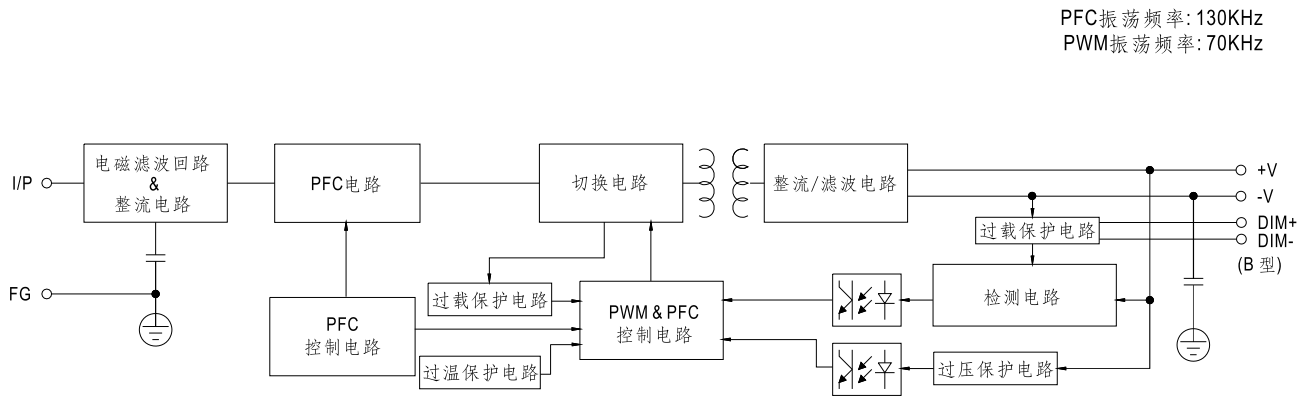 PFC振荡频率:130KHz
PWM振荡频率:70KHz
I/P
电磁滤波回路
&
整流电路
PFC电路
切换电路
整流/滤波电路
+V
-V
DIM+
DIM-
(B 型)
过载保护电路
FG
过载保护电路
PFC
控制电路
PWM & PFC
控制电路
检测电路
过温保护电路
过压保护电路